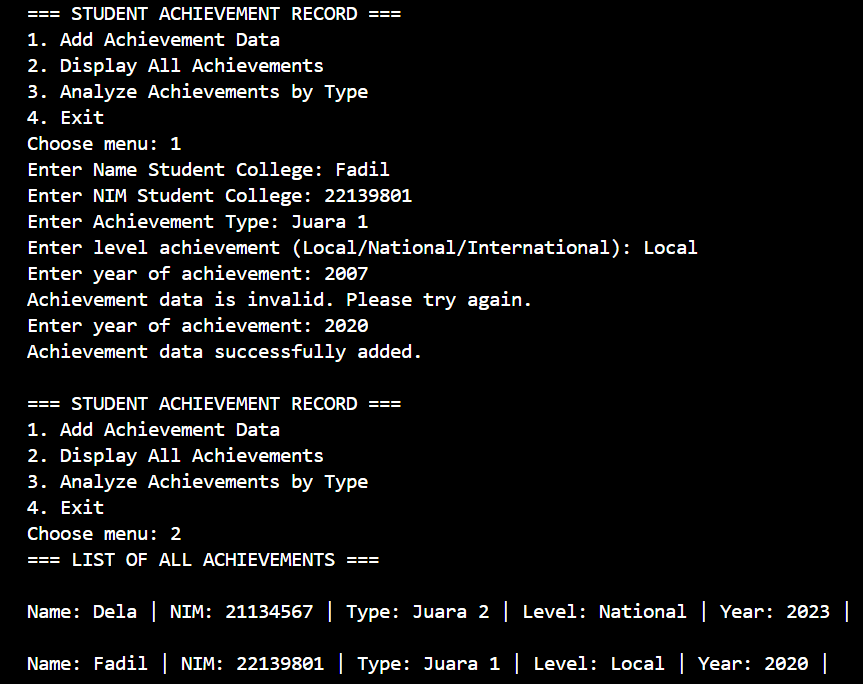 === STUDENT ACHIEVEMENT RECORD ===
1. Add Achievement Data
2. Display All Achievements
3. Analyze Achievements by Type
4. Exit
Choose menu: 1
Enter Name Student College: Fadil
Enter NIM Student College: 22139801
Enter Achievement Type: Juara 1
Enter level achievement (Local/National/International): Local
Enter year of achievement: 2007
Achievement data is invalid. Please try again.
Enter year of achievement: 2020
Achievement data successfully added.
=== STUDENT ACHIEVEMENT RECORD ===
1. Add Achievement Data
2. Display All Achievements
3. Analyze Achievements by Type
4. Exit
Choose menu: 2
=== LIST OF ALL ACHIEVEMENTS ===
Name: Dela | NIM: 21134567 | Type: Juara 2 | Level: National | Year: 2023 |
Name: Fadil | NIM: 22139801 | Type: Juara 1 | Level: Local | Year: 2020 |